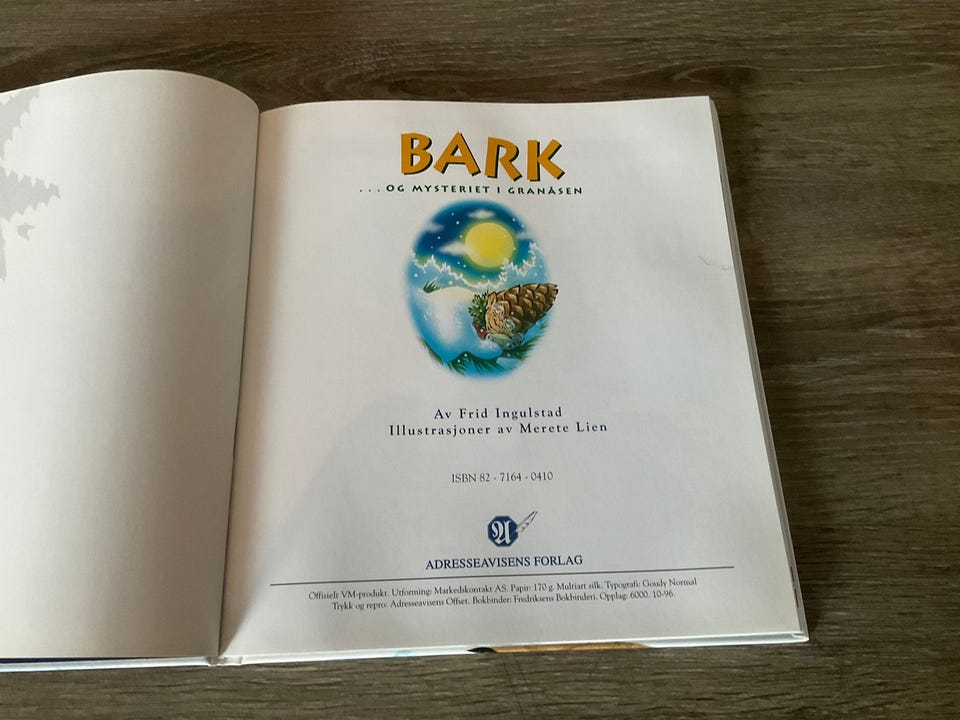 BARK
...OG MYSTERIET I GRANÅSEN
Av Frid Ingulstad
Illustrasjoner av Merete Lien
ISBN 82 - 7164 - 0410
A
ADRESSEAVISENS FORLAG
Offisielt VM-produkt. Utforming: Markedskontakt AS. Papir: 170 g. Multiart silk. Typografi: Goudy Normal
Trykk og repro: Adresseavisens Offset. Bokbinder: Fredriksens Bokbinderi. Opplag: 6000. 10-96.